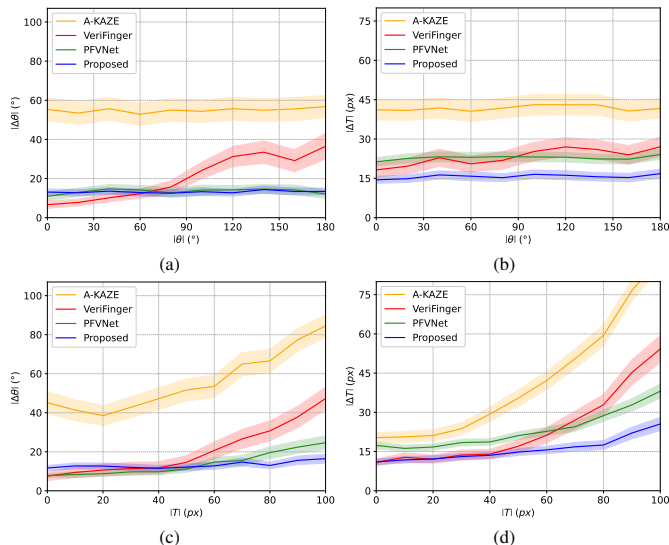 100
80
60
40
20
0
|Δθ| (°)
A-KAZE
VeriFinger
PFVNet
Proposed
0 30 60 90 120 150 180
|θ| (°)
(a)
75
60
45
30
15
0
|ΔT| (px)
A-KAZE
VeriFinger
PFVNet
Proposed
0 30 60 90 120 150 180
|θ| (°)
(b)
100
80
60
40
20
0
|Δθ| (°)
A-KAZE
VeriFinger
PFVNet
Proposed
0 20 40 60 80 100
|T| (px)
(c)
75
60
45
30
15
0
|ΔT| (px)
A-KAZE
VeriFinger
PFVNet
Proposed
0 20 40 60 80 100
|T| (px)
(d)